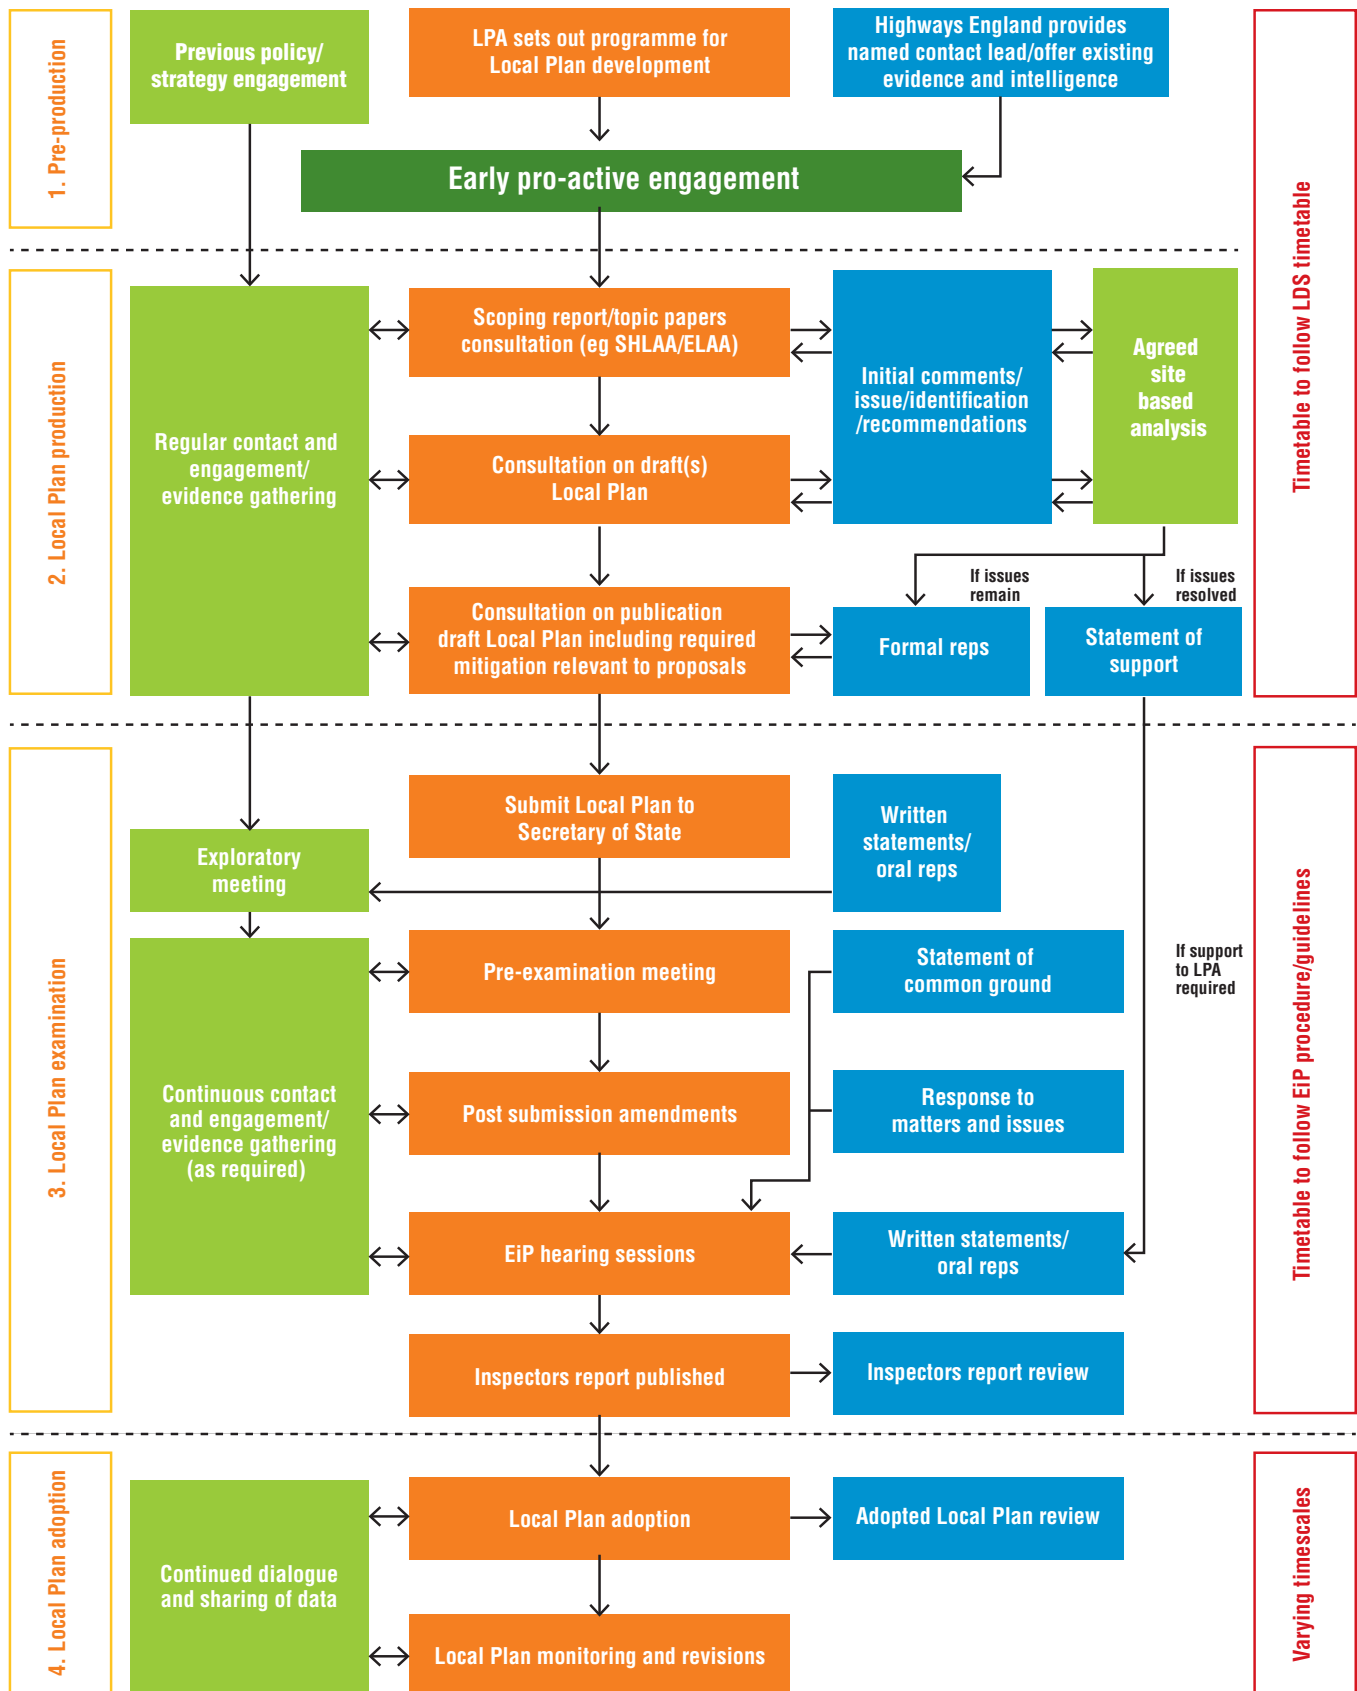 1. Pre-production
Previous policy/
strategy engagement
LPA sets out programme for
Local Plan development
Highways England provides
named contact lead/offer existing
evidence and intelligence
Early pro-active engagement
Timetable to follow LDS timetable
2. Local Plan production
Regular contact and
engagement/
evidence gathering
Scoping report/topic papers
consultation (eg SHLAA/ELAA)
Initial comments/
issue/identification
/recommendations
Agreed
site
based
analysis
Consultation on draft(s)
Local Plan
If issues
remain
If issues
resolved
Consultation on publication
draft Local Plan including required
mitigation relevant to proposals
Formal reps
Statement of
support
3. Local Plan examination
Submit Local Plan to
Secretary of State
Written
statements/
oral reps
Exploratory
meeting
Pre-examination meeting
Statement of
common ground
If support
to LPA
required
Timetable to follow EiP procedure/guidelines
Continuous contact
and engagement/
evidence gathering
(as required)
Post submission amendments
Response to
matters and issues
EiP hearing sessions
Written statements/
oral reps
Inspectors report published
Inspectors report review
4. Local Plan adoption
Local Plan adoption
Adopted Local Plan review
Continued dialogue
and sharing of data
Local Plan monitoring and revisions
Varying timescales